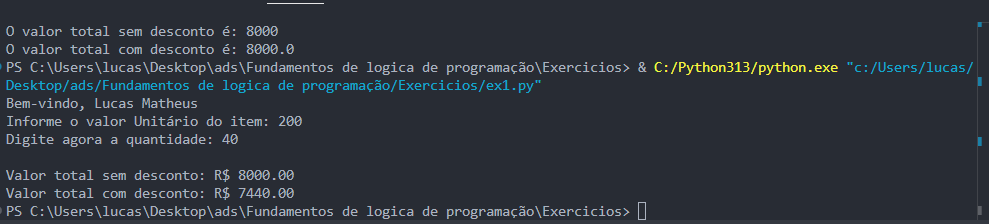 O valor total sem desconto é: 8000
O valor total com desconto é: 8000.0
PS C:\Users\lucas\Desktop\ads\Fundamentos de logica de programação\Exercicios> & C:/Python313/python.exe "c:/Users/lucas/
Desktop/ads/Fundamentos de logica de programação/Exercicios/ex1.py"
Bem-vindo, Lucas Matheus
Informe o valor Unitário do item: 200
Digite agora a quantidade: 40
Valor total sem desconto: R$ 8000.00
Valor total com desconto: R$ 7440.00
PS C:\Users\lucas\Desktop\ads\Fundamentos de logica de programação\Exercicios>